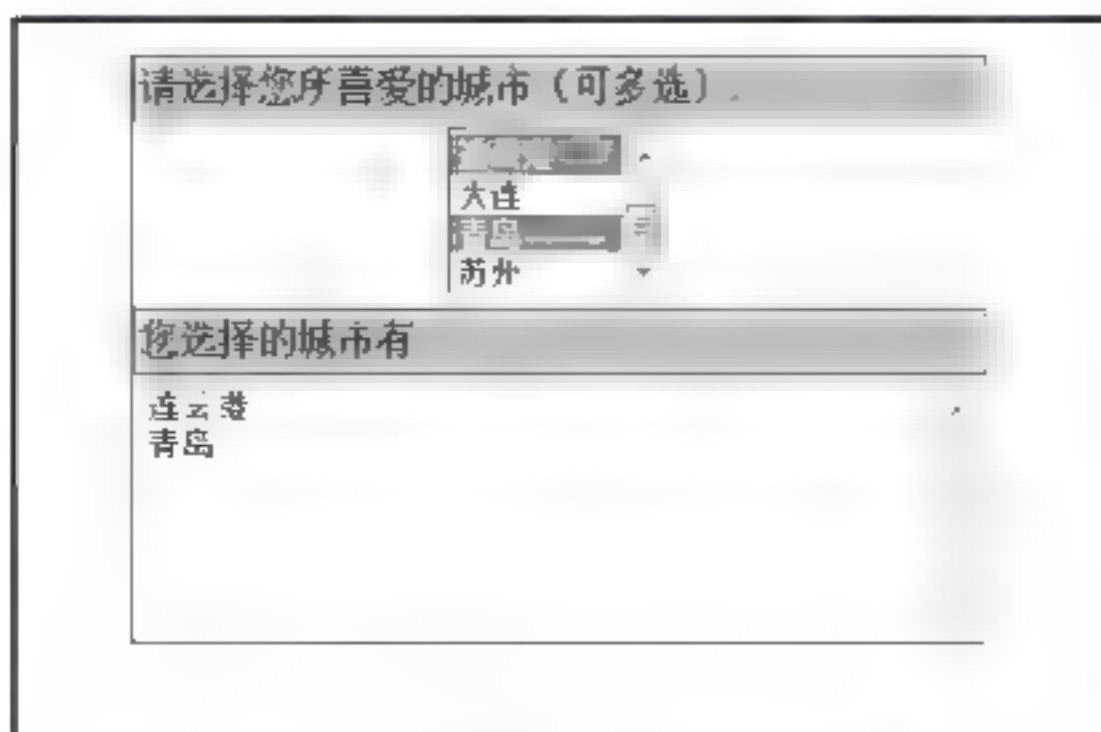 请选择您所喜爱的城市（可多选）
大连
青岛
苏州
您选择的城市有
连云港
青岛